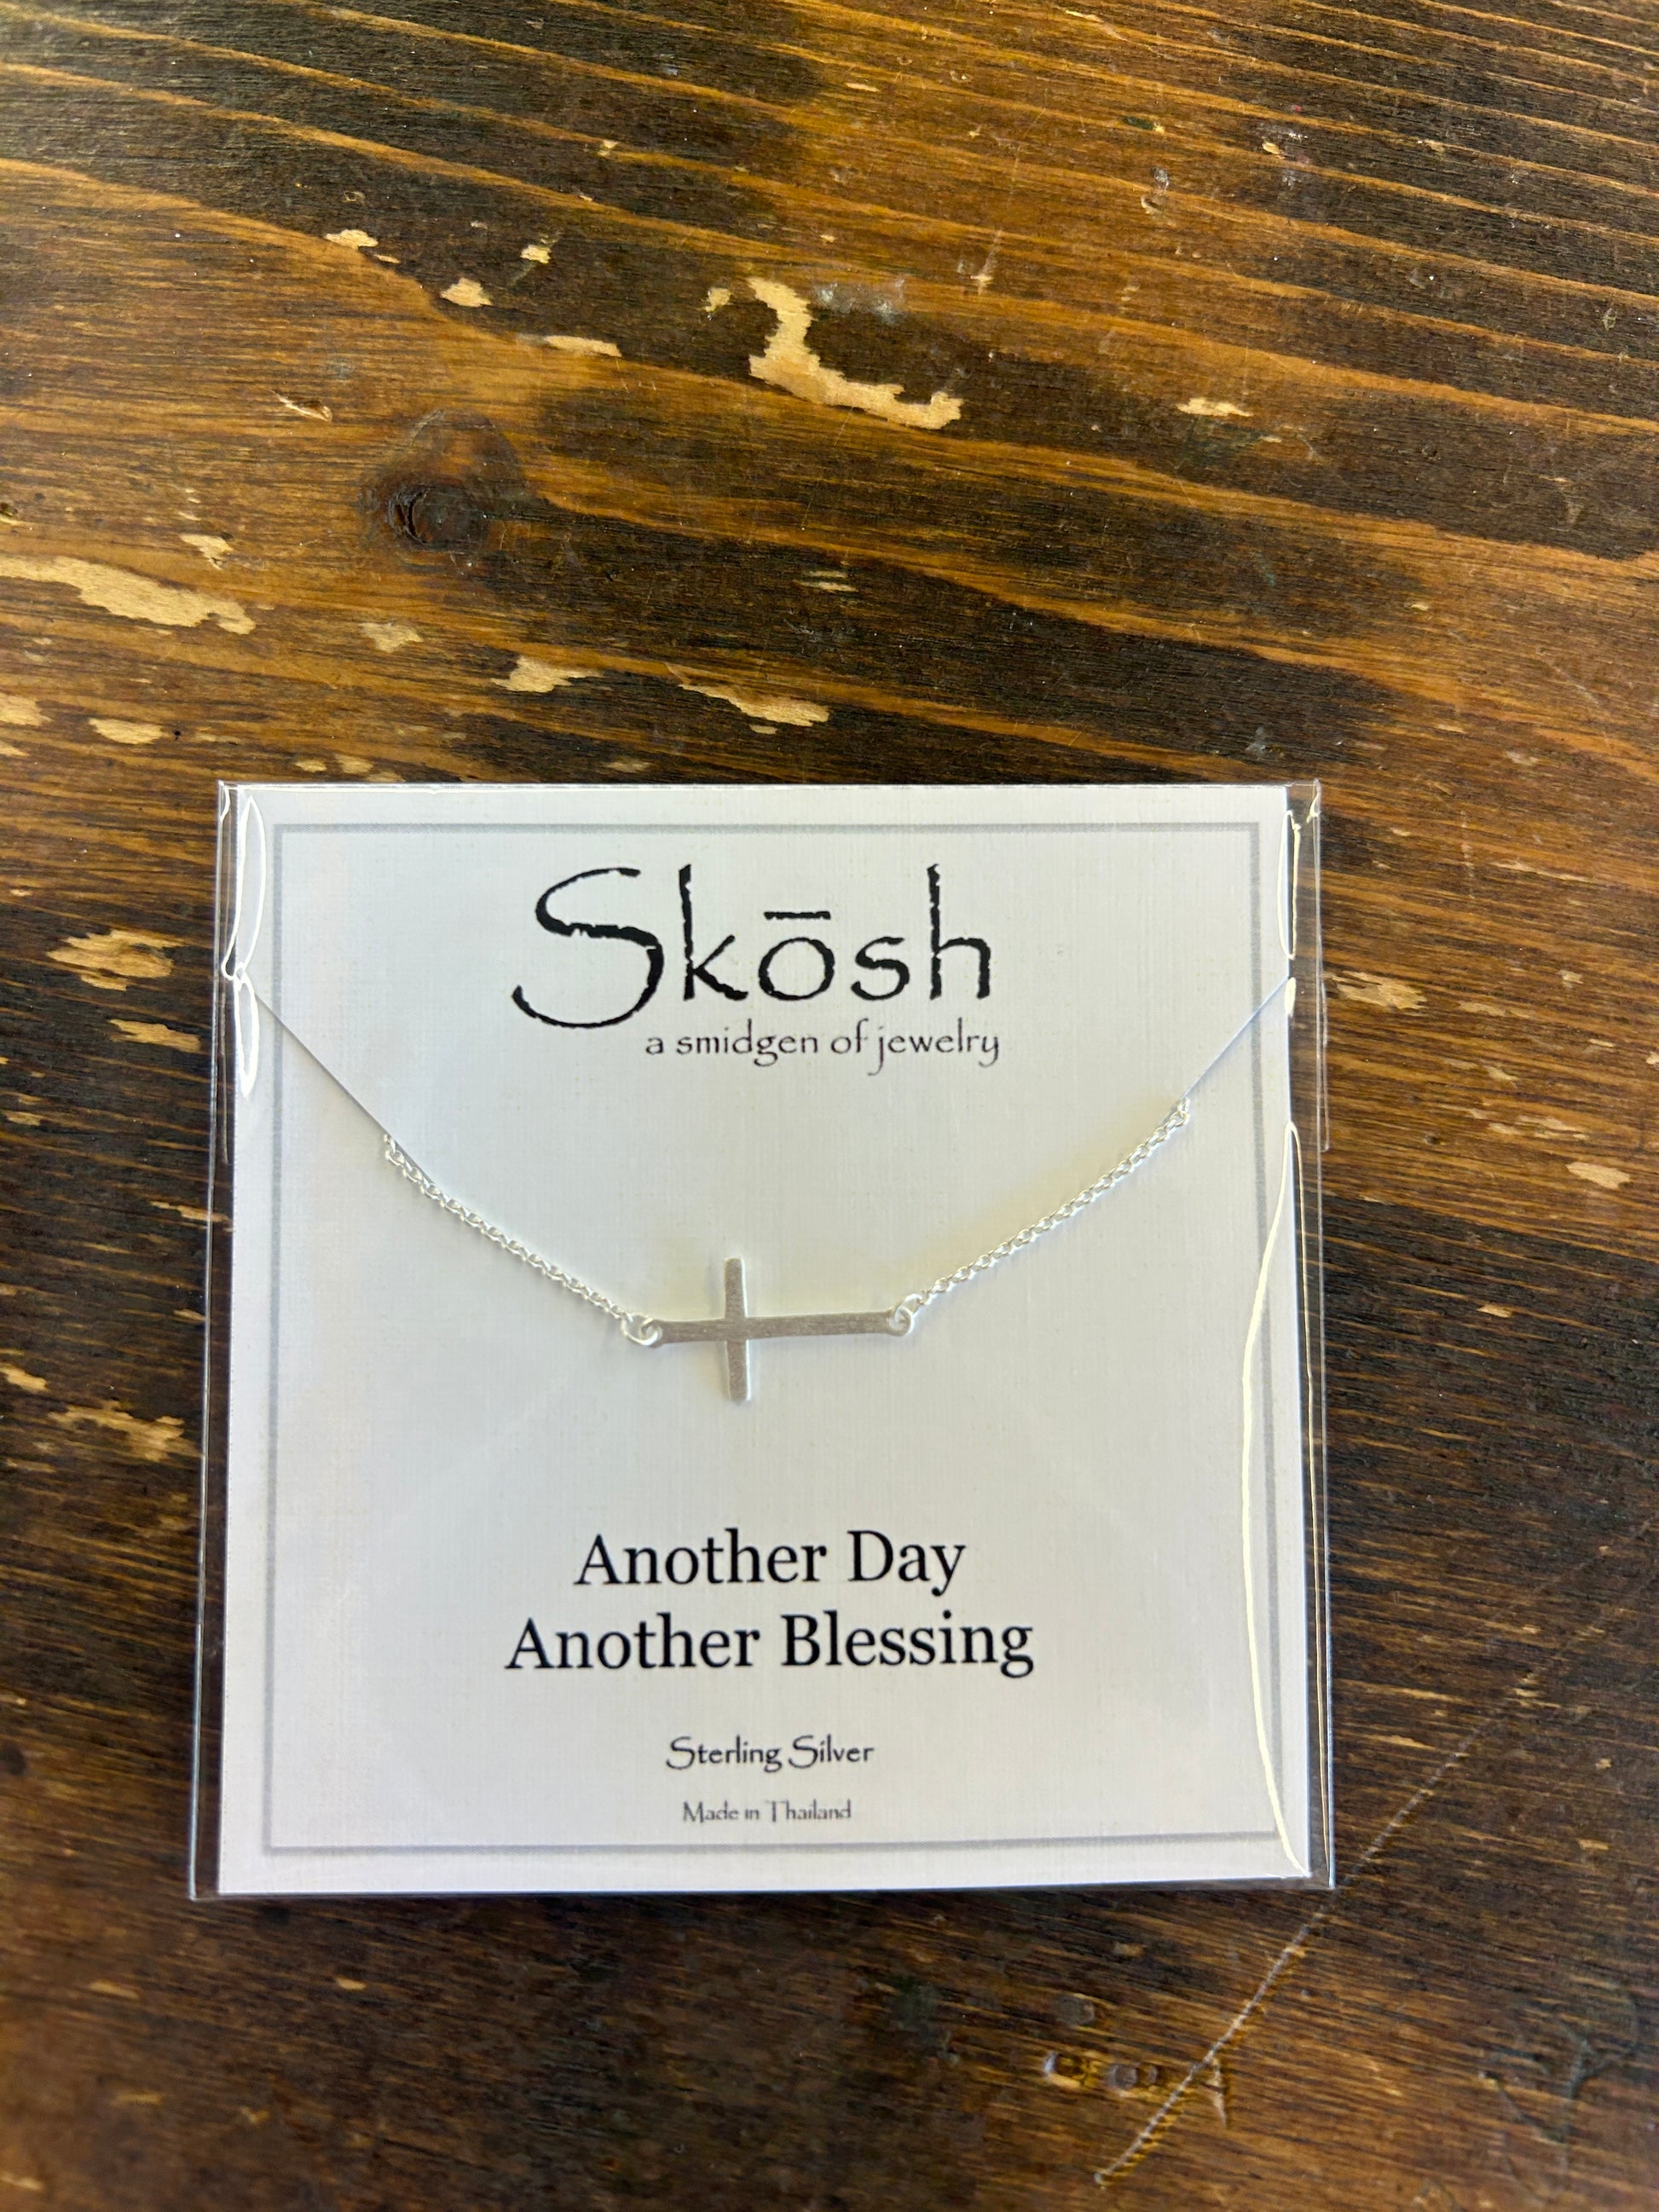 Skōsh
a smidgen of jewelry
Another Day
Another Blessing
Sterling Silver
Made in Thailand